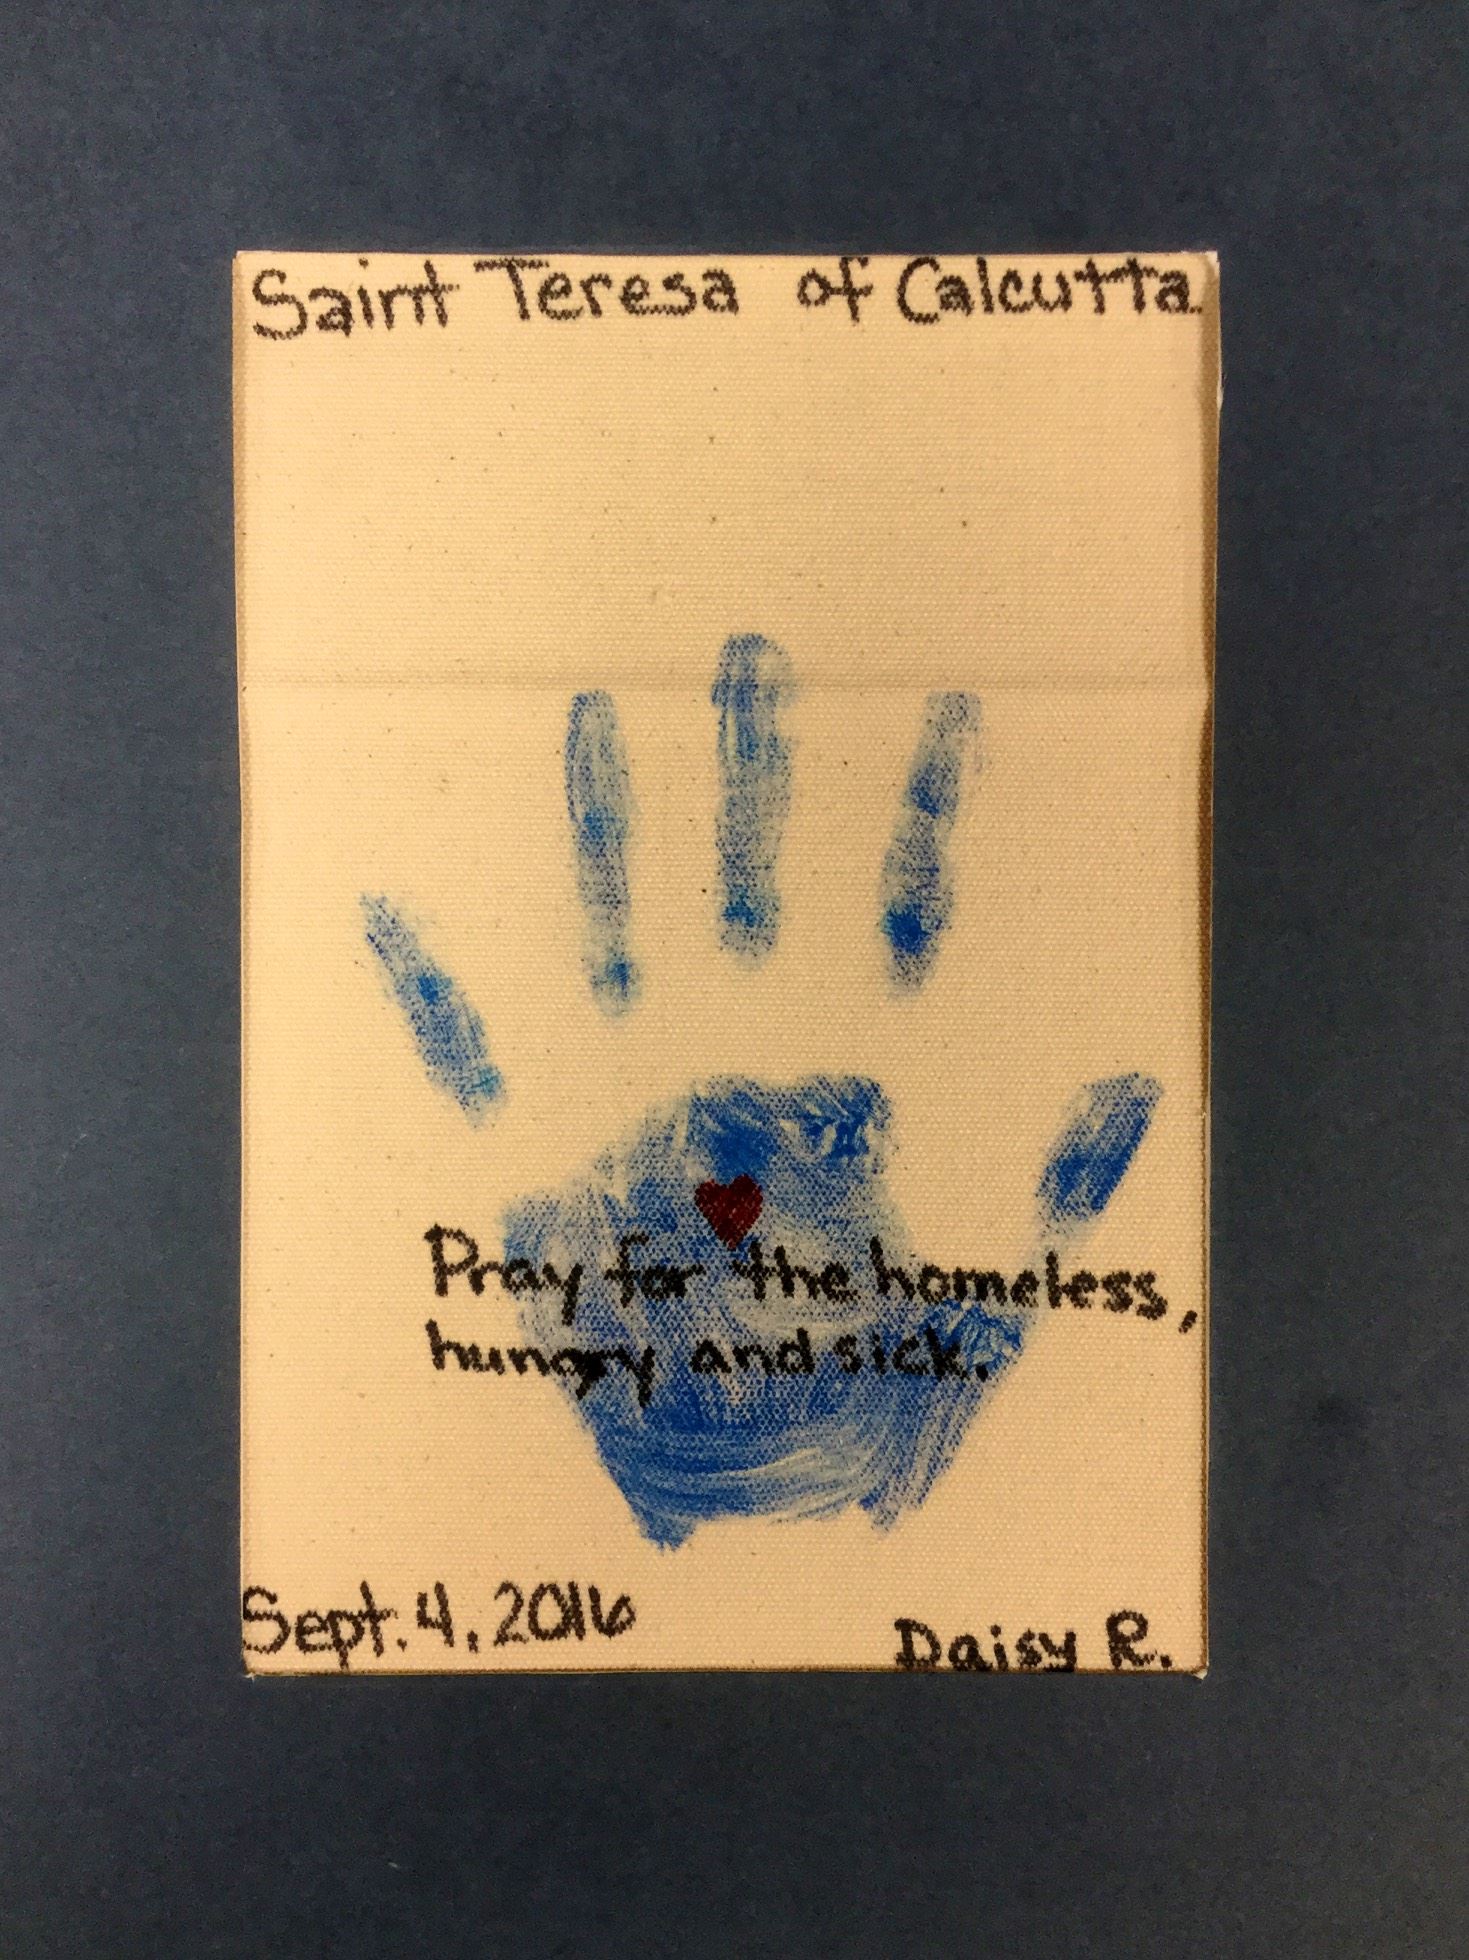 Saint Teresa of Calcutta
Pray for the homeless,
hungry and sick.
Sept. 4, 2016
Daisy R.